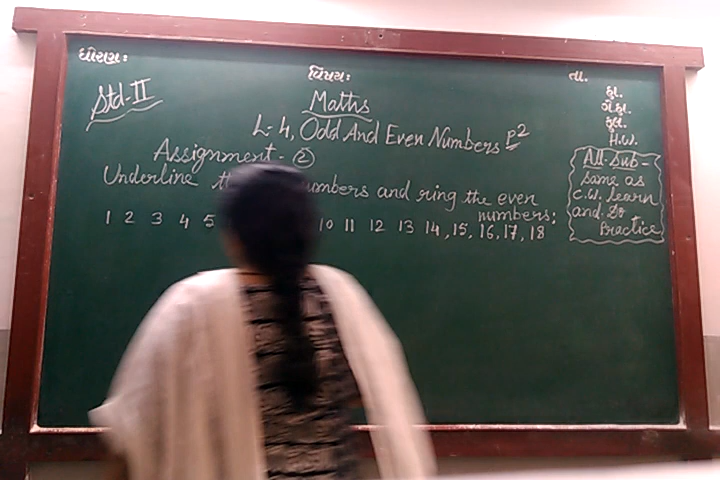 ધોરણઃ
વિષયઃ
તા.
Std-II
Maths
L-4, Odd And Even Numbers P2
Assignment-②
Underline numbers and ring the even
numbers;
1 2 3 4 5 10 11 12 13 14, 15, 16, 17, 18
કુા.
ગે.હા.
કુલ.
H.W.
All-Sub-
Same as
C.W. Learn
and Do
Practice